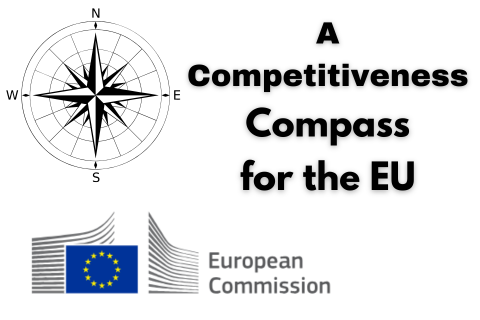 N
W
E
S
A
Competitiveness
Compass
for the EU
European
Commission